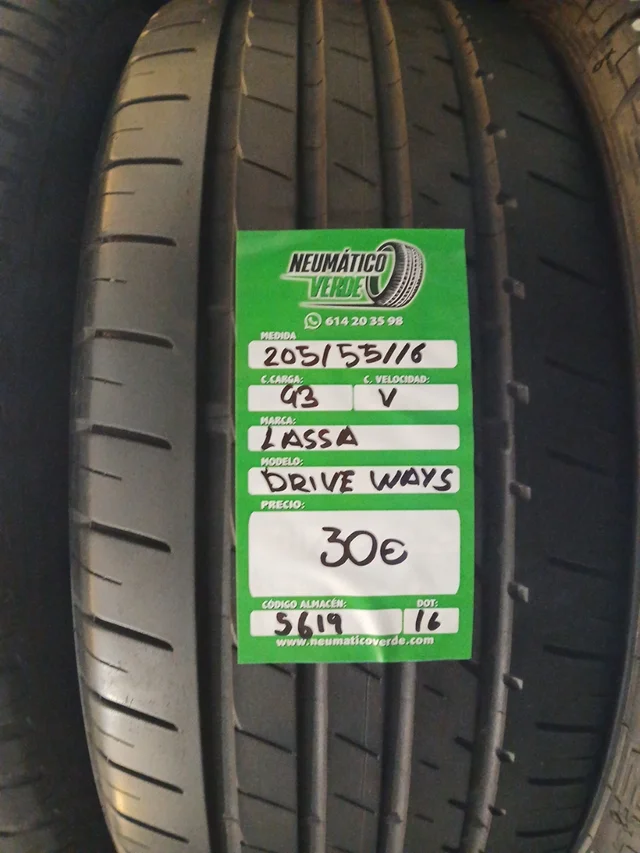 NEUMÁTICO
VERDE
614 20 35 98
MEDIDA
205/55/16
C.CARGA: C. VELOCIDAD:
93 V
MARCA:
LASSA
MODELO:
DRIVE WAYS
PRECIO:
30€
CÓDIGO ALMACÉN: DOT:
5619 16
www.neumaticoverde.com